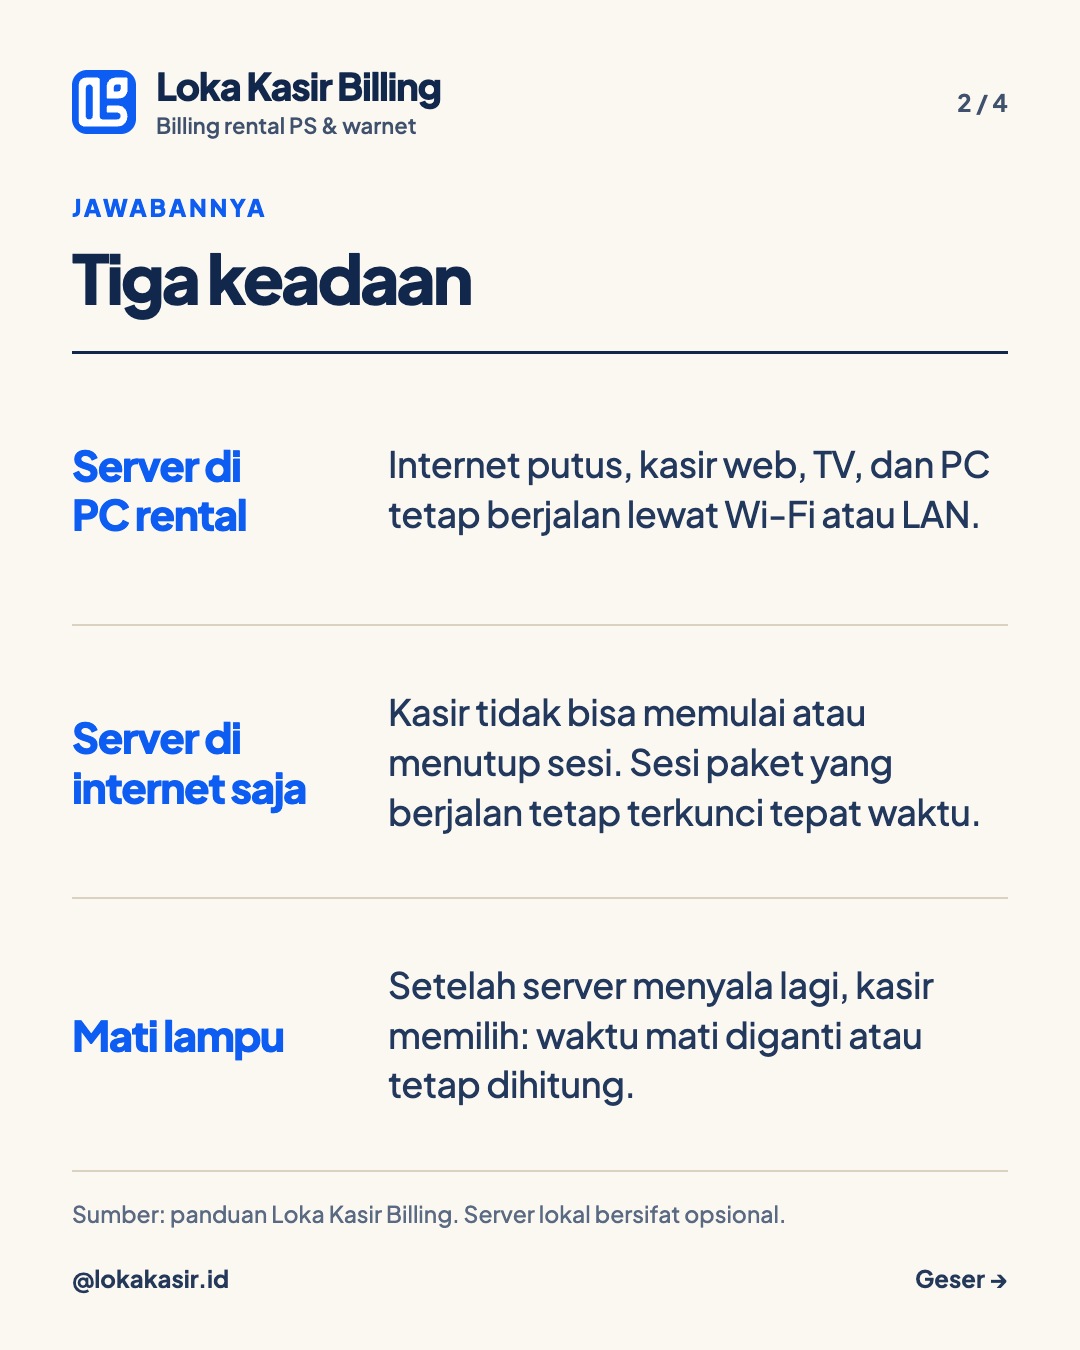 Loka Kasir Billing
Billing rental PS & warnet
2 / 4
JAWABANNYA
Tiga keadaan
Server di
PC rental
Internet putus, kasir web, TV, dan PC
tetap berjalan lewat Wi-Fi atau LAN.
Server di
internet saja
Kasir tidak bisa memulai atau
menutup sesi. Sesi paket yang
berjalan tetap terkunci tepat waktu.
Mati lampu
Setelah server menyala lagi, kasir
memilih: waktu mati diganti atau
tetap dihitung.
Sumber: panduan Loka Kasir Billing. Server lokal bersifat opsional.
@lokakasir.id
Geser →